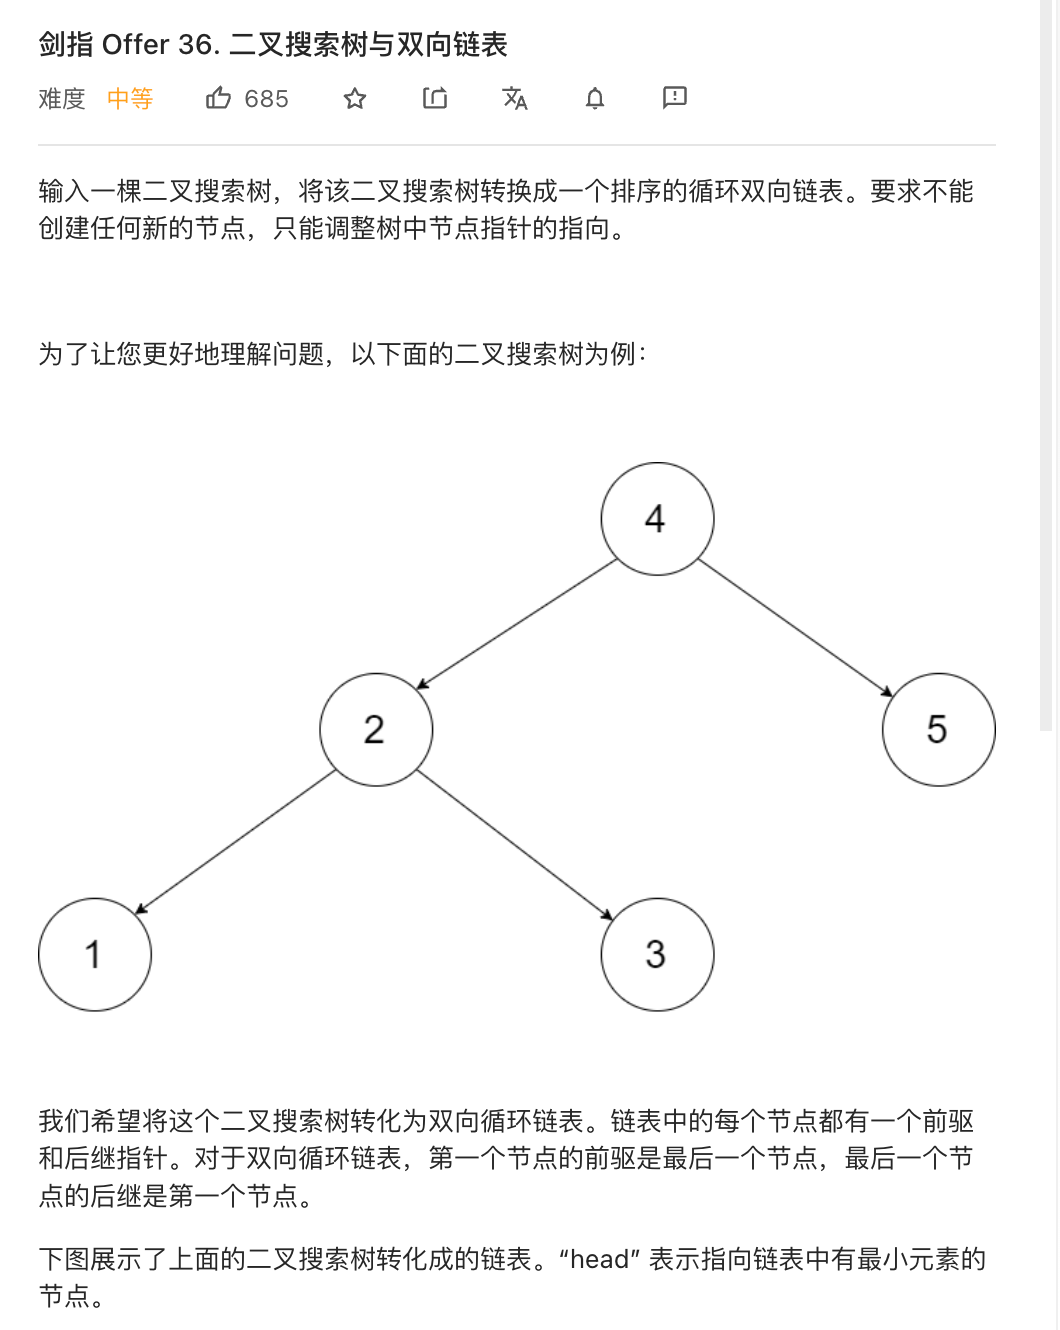 剑指 Offer 36. 二叉搜索树与双向链表
难度 中等 685
输入一棵二叉搜索树，将该二叉搜索树转换成一个排序的循环双向链表。要求不能
创建任何新的节点，只能调整树中节点指针的指向。
为了让您更好地理解问题，以下面的二叉搜索树为例：
4
2
5
1
3
我们希望将这个二叉搜索树转化为双向循环链表。链表中的每个节点都有一个前驱
和后继指针。对于双向循环链表，第一个节点的前驱是最后一个节点，最后一个节
点的后继是第一个节点。
下图展示了上面的二叉搜索树转化成的链表。“head” 表示指向链表中有最小元素的
节点。